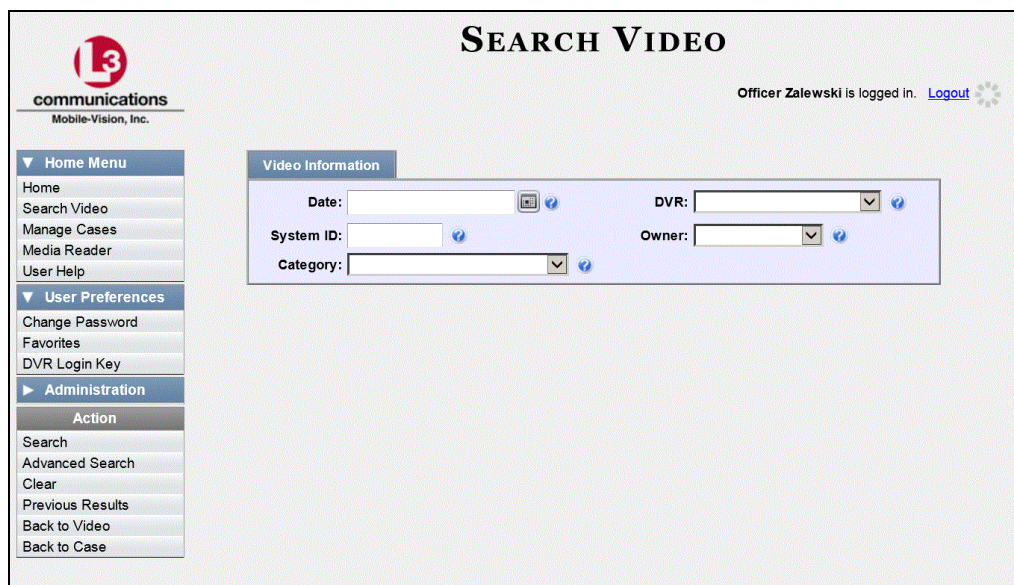 SEARCH VIDEO
L3
communications
Mobile-Vision, Inc.
Officer Zalewski is logged in. Logout
Home Menu
Home
Search Video
Manage Cases
Media Reader
User Help
User Preferences
Change Password
Favorites
DVR Login Key
Administration
Action
Search
Advanced Search
Clear
Previous Results
Back to Video
Back to Case
Video Information
Date: ? DVR: ?
System ID: ? Owner: ?
Category: ?